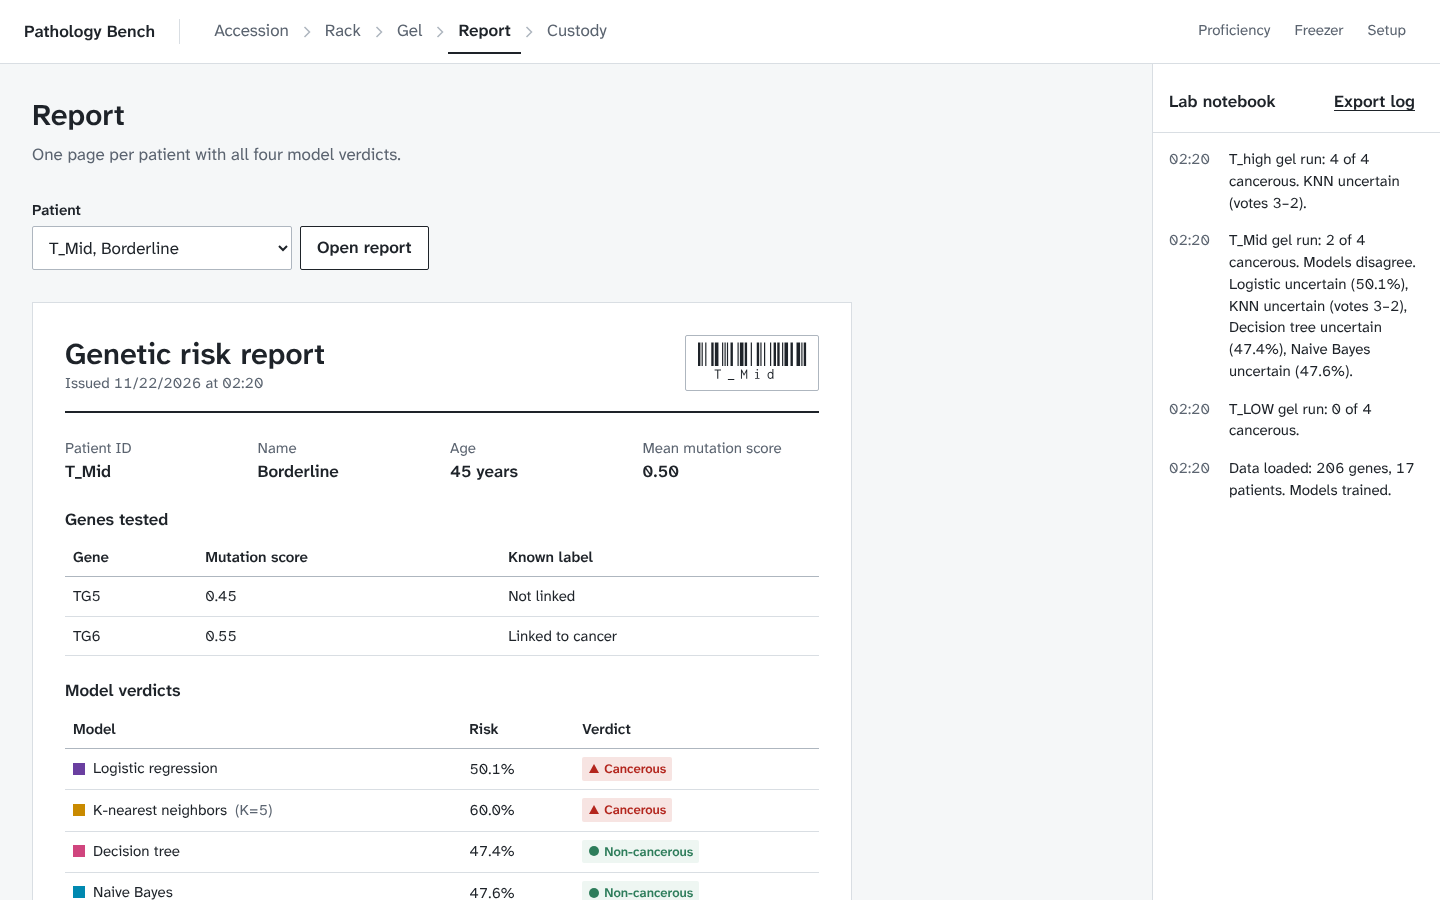 Pathology Bench
Accession
Rack
Gel
Report
Custody
Proficiency
Freezer
Setup
Report
One page per patient with all four model verdicts.
Patient
T_Mid, Borderline
Open report
Genetic risk report
Issued 11/22/2026 at 02:20
T_Mid
Patient ID
Name
Age
Mean mutation score
T_Mid
Borderline
45 years
0.50
Genes tested
Gene
Mutation score
Known label
TG5
0.45
Not linked
TG6
0.55
Linked to cancer
Model verdicts
Model
Risk
Verdict
Logistic regression
50.1%
Cancerous
K-nearest neighbors (K=5)
60.0%
Cancerous
Decision tree
47.4%
Non-cancerous
Naive Bayes
47.6%
Non-cancerous
Lab notebook
Export log
02:20
T_high gel run: 4 of 4
cancerous. KNN uncertain
(votes 3–2).
02:20
T_Mid gel run: 2 of 4
cancerous. Models disagree.
Logistic uncertain (50.1%),
KNN uncertain (votes 3–2),
Decision tree uncertain
(47.4%), Naive Bayes
uncertain (47.6%).
02:20
T_LOW gel run: 0 of 4
cancerous.
02:20
Data loaded: 206 genes, 17
patients. Models trained.